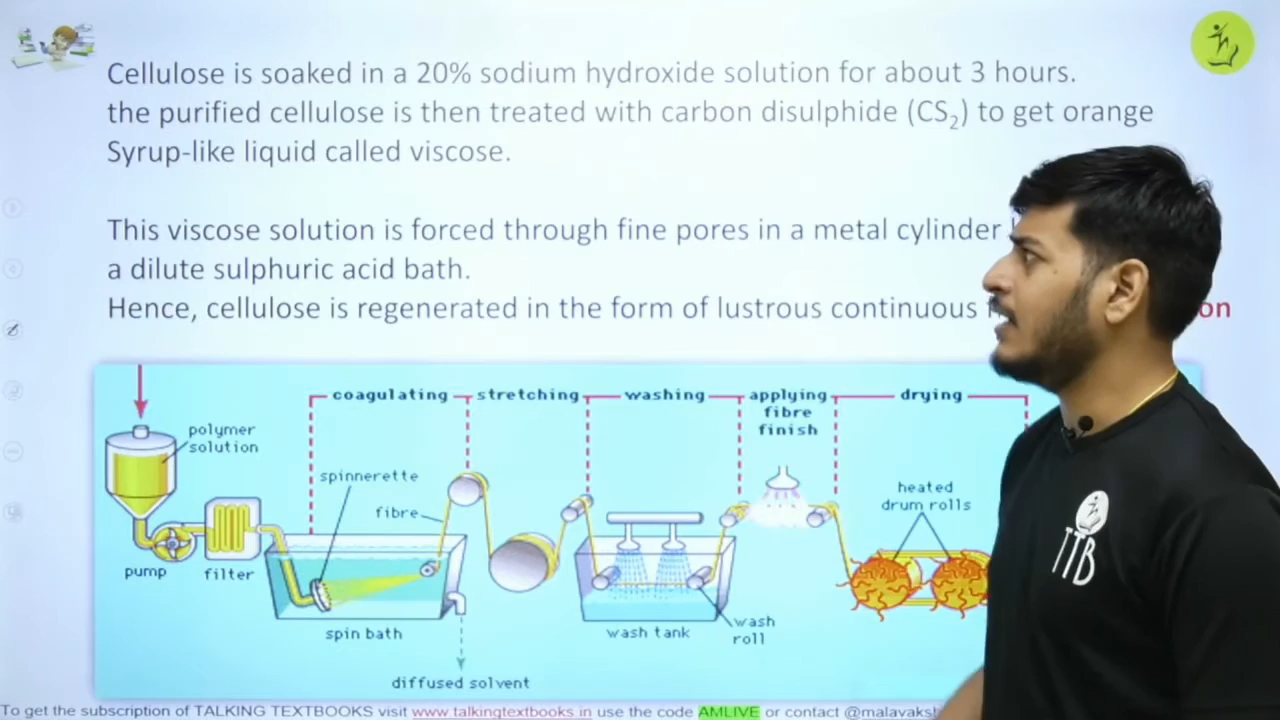 Cellulose is soaked in a 20% sodium hydroxide solution for about 3 hours.
the purified cellulose is then treated with carbon disulphide (CS₂) to get orange
Syrup-like liquid called viscose.
This viscose solution is forced through fine pores in a metal cylinder
a dilute sulphuric acid bath.
Hence, cellulose is regenerated in the form of lustrous continuous
coagulating
stretching
washing
applying
fibre
finish
drying
polymer
solution
spinnerette
fibre
heated
drum rolls
pump
filter
spin bath
wash tank
wash
roll
diffused solvent
TTB
To get the subscription of TALKING TEXTBOOKS visit www.talkingtextbooks.in use the code AMLIVE or contact